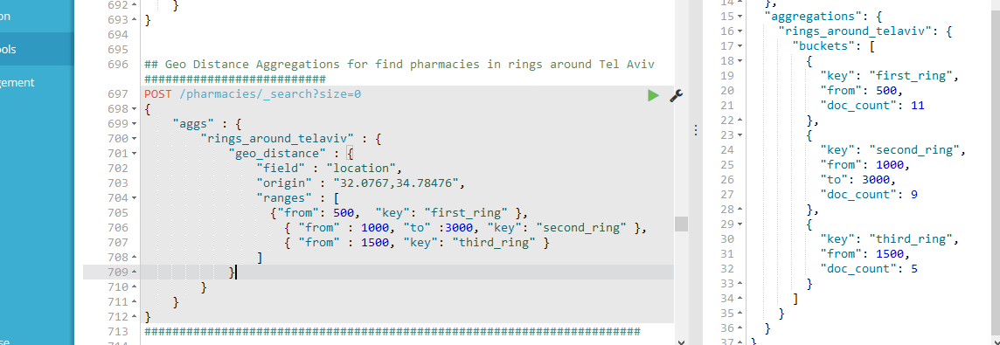 on
ools
gement
se
692 }
693 }
694
695
696 ## Geo Distance Aggregations for find pharmacies in rings around Tel Aviv
##########################
697 POST /pharmacies/_search?size=0
698 {
699 "aggs" : {
700 "rings_around_telaviv" : {
701 "geo_distance" : {
702 "field" : "location",
703 "origin" : "32.0767,34.78476",
704 "ranges" : [
705 {"from": 500,  "key": "first_ring" },
706 { "from" : 1000, "to" :3000, "key": "second_ring" },
707 { "from" : 1500, "key": "third_ring" }
708 ]
709 }
710 }
711 }
712 }
713 #######################################################################
14 },
15 "aggregations": {
16 "rings_around_telaviv": {
17 "buckets": [
18 {
19 "key": "first_ring",
20 "from": 500,
21 "doc_count": 11
22 },
23 {
24 "key": "second_ring",
25 "from": 1000,
26 "to": 3000,
27 "doc_count": 9
28 },
29 {
30 "key": "third_ring",
31 "from": 1500,
32 "doc_count": 5
33 }
34 ]
35 }
36 }
37 }